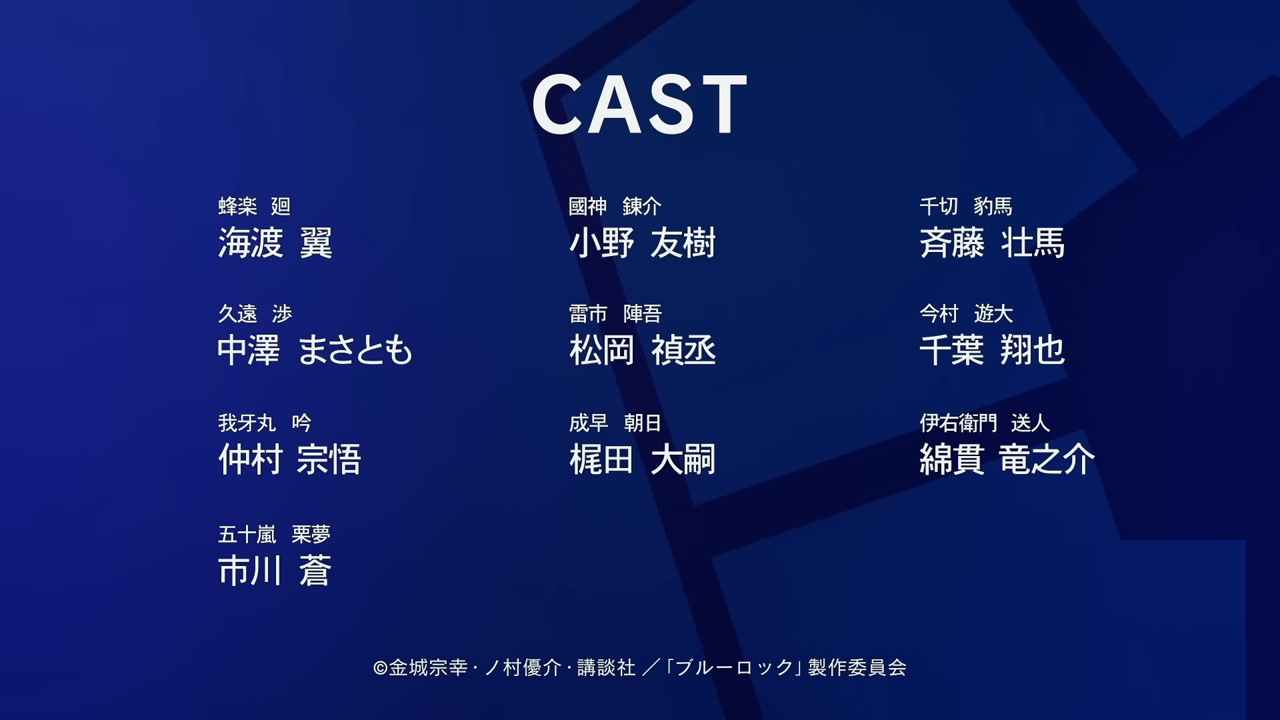 CAST
蜂楽 廻
海渡 翼
國神 錬介
小野 友樹
千切 豹馬
斉藤 壮馬
久遠 渉
中澤 まさとも
雷市 陣吾
松岡 禎丞
今村 遊大
千葉 翔也
我牙丸 吟
仲村 宗悟
成早 朝日
梶田 大嗣
伊右衛門 送人
綿貫 竜之介
五十嵐 栗夢
市川 蒼
©金城宗幸・ノ村優介・講談社／「ブルーロック」製作委員会